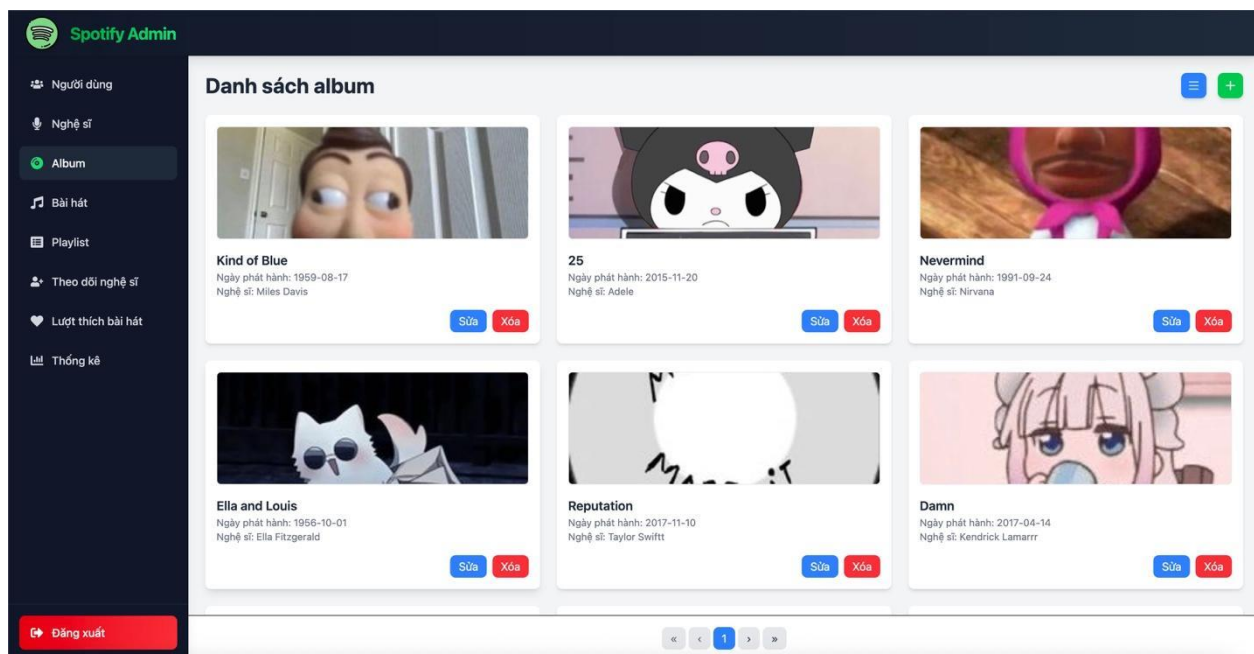 Spotify Admin
Người dùng
Nghệ sĩ
Album
Bài hát
Playlist
Theo dõi nghệ sĩ
Lượt thích bài hát
Thống kê
Đăng xuất
Danh sách album
+
Kind of Blue
Ngày phát hành: 1959-08-17
Nghệ sĩ: Miles Davis
Sửa Xóa
25
Ngày phát hành: 2015-11-20
Nghệ sĩ: Adele
Sửa Xóa
Nevermind
Ngày phát hành: 1991-09-24
Nghệ sĩ: Nirvana
Sửa Xóa
Ella and Louis
Ngày phát hành: 1956-10-01
Nghệ sĩ: Ella Fitzgerald
Sửa Xóa
Reputation
Ngày phát hành: 2017-11-10
Nghệ sĩ: Taylor Swiftt
Sửa Xóa
Damn
Ngày phát hành: 2017-04-14
Nghệ sĩ: Kendrick Lamarrr
Sửa Xóa
« ‹ 1 › »